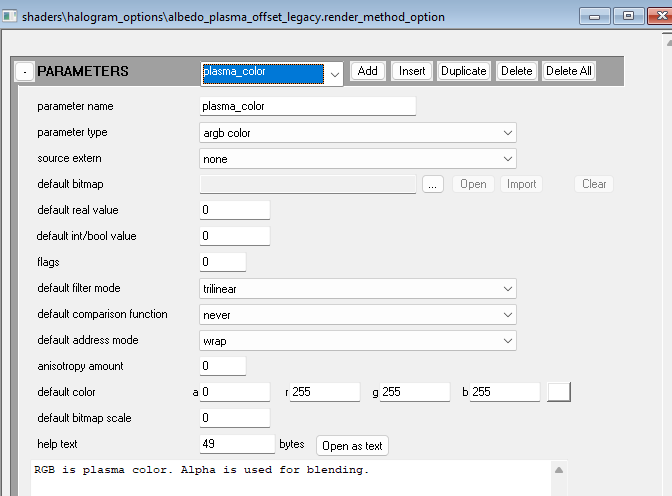 shaders\halogram_options\albedo_plasma_offset_legacy.render_method_option
- PARAMETERS plasma_color Add Insert Duplicate Delete Delete All
parameter name plasma_color
parameter type argb color
source extern none
default bitmap ... Open Import Clear
default real value 0
default int/bool value 0
flags 0
default filter mode trilinear
default comparison function never
default address mode wrap
anisotropy amount 0
default color a 0 r 255 g 255 b 255
default bitmap scale 0
help text 49 bytes Open as text
RGB is plasma color. Alpha is used for blending.